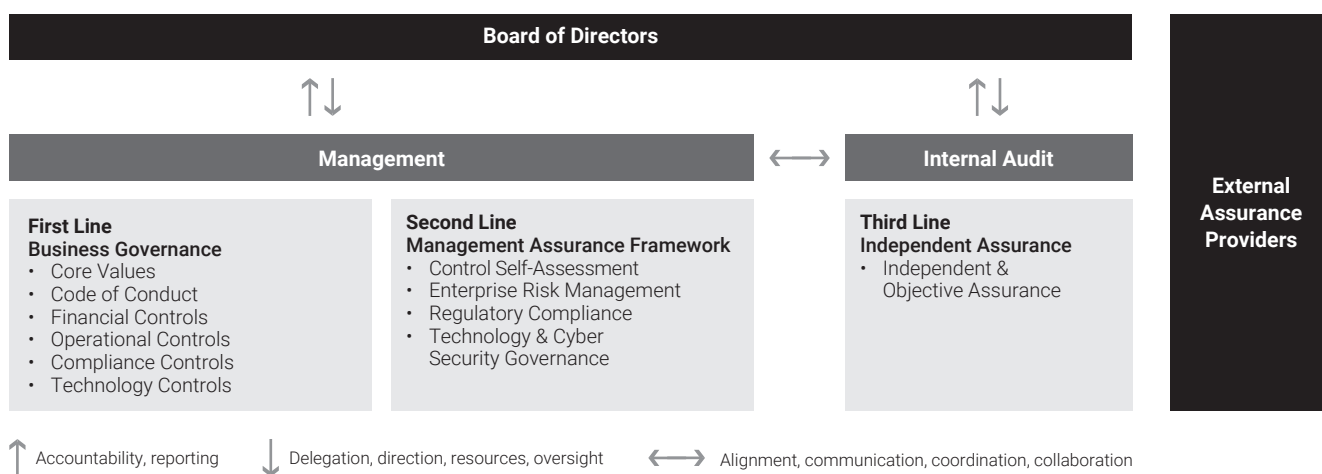 Board of Directors
Management
Internal Audit
External
Assurance
Providers
First Line
Business Governance
• Core Values
• Code of Conduct
• Financial Controls
• Operational Controls
• Compliance Controls
• Technology Controls
Second Line
Management Assurance Framework
• Control Self-Assessment
• Enterprise Risk Management
• Regulatory Compliance
• Technology & Cyber
Security Governance
Third Line
Independent Assurance
• Independent &
Objective Assurance
Accountability, reporting
Delegation, direction, resources, oversight
Alignment, communication, coordination, collaboration